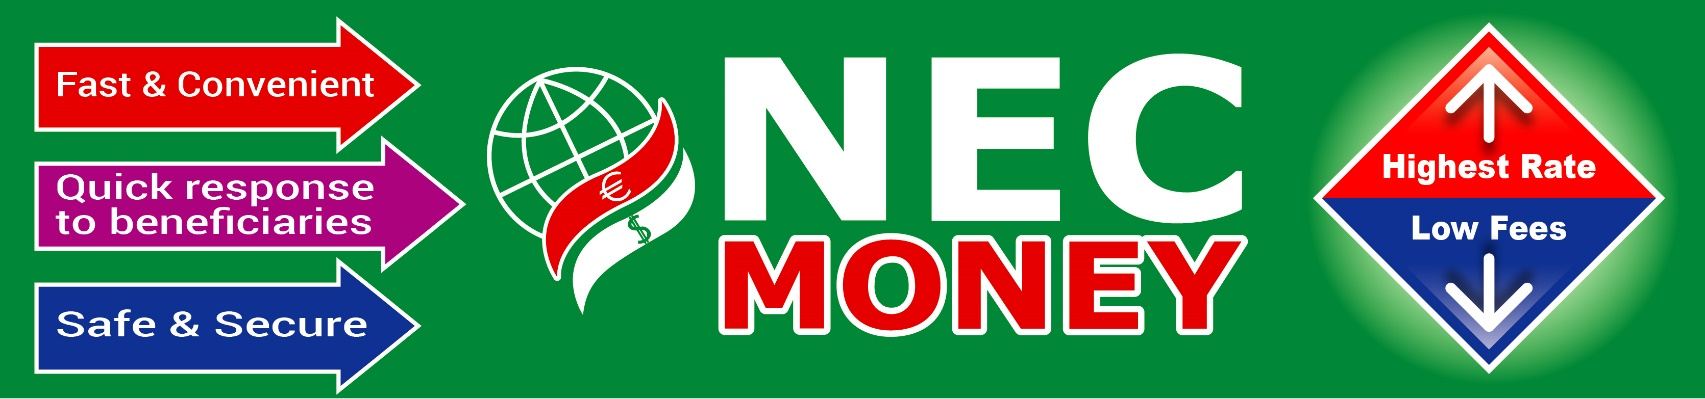 Fast & Convenient
Quick response
to beneficiaries
Safe & Secure
€
$
NEC
MONEY
Highest Rate
Low Fees